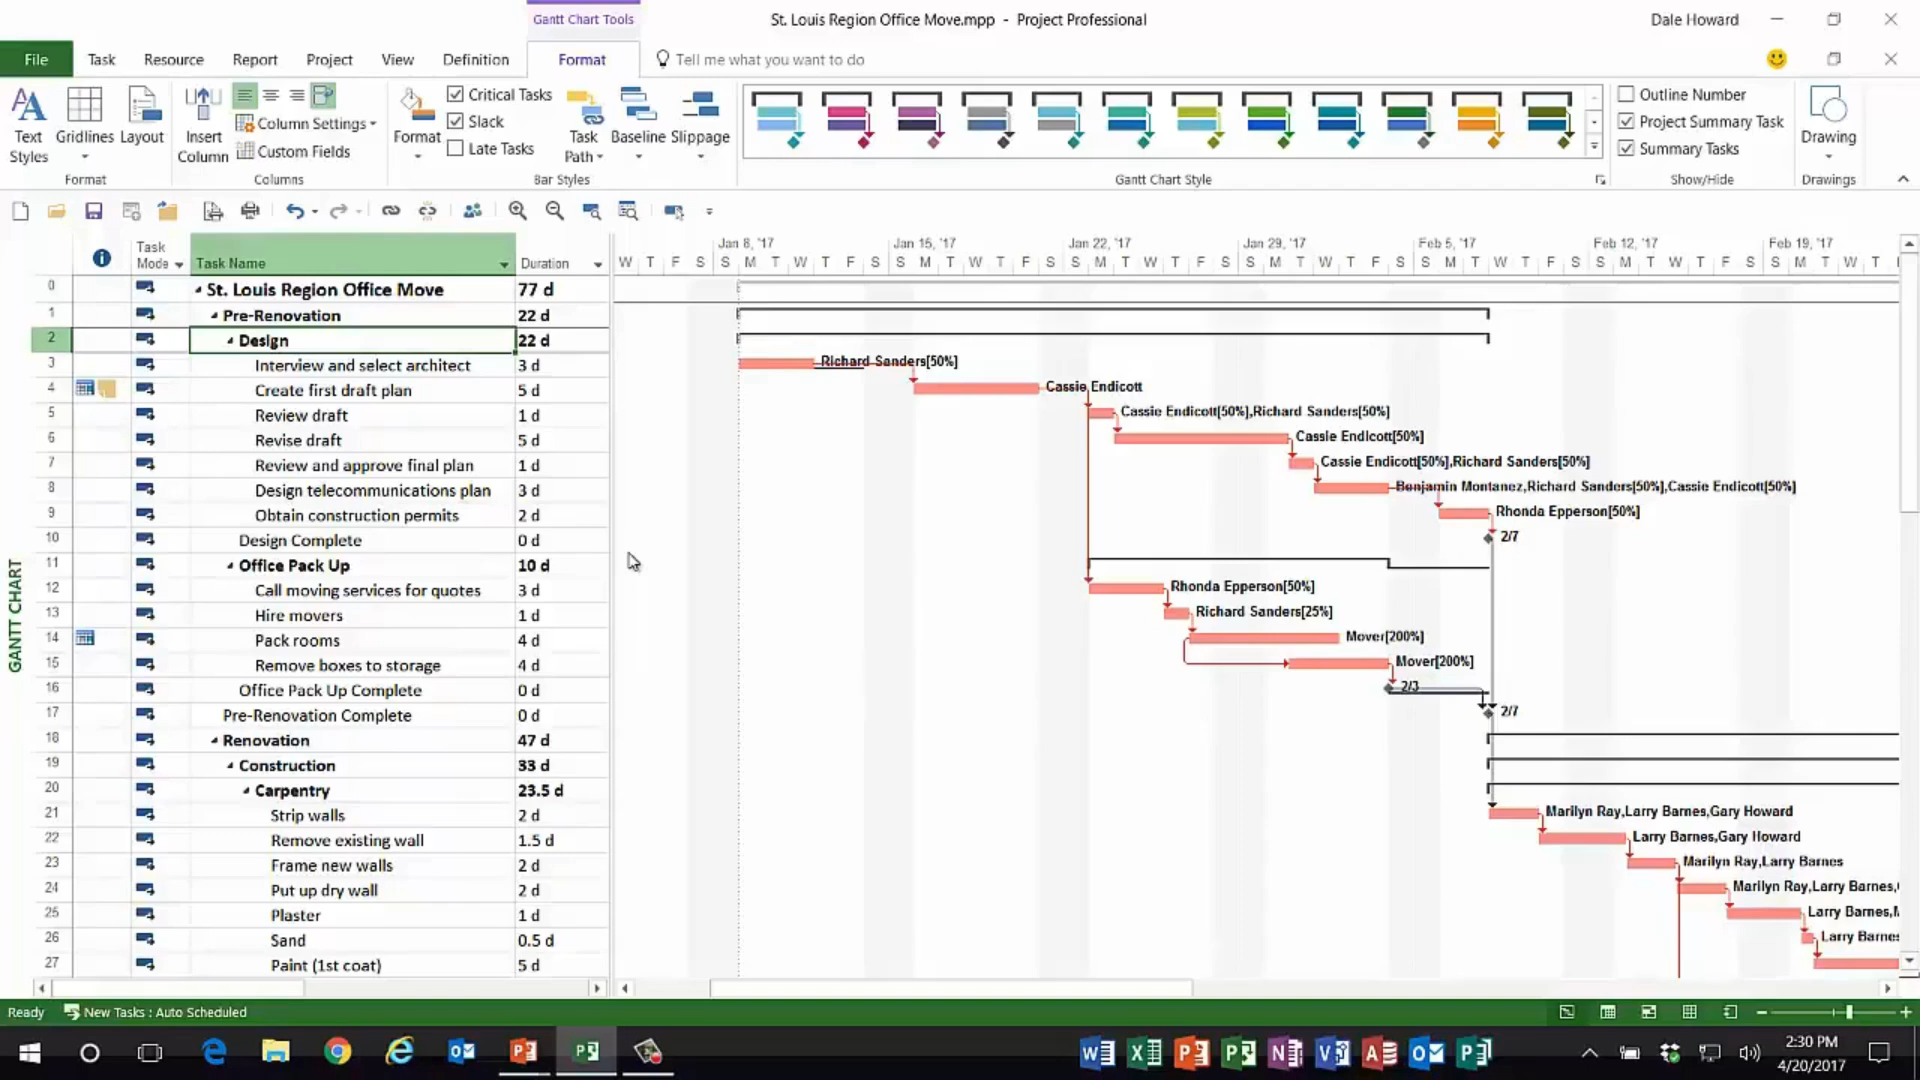 Gantt Chart Tools
St. Louis Region Office Move.mpp - Project Professional
Dale Howard
File Task Resource Report Project View Definition Format Tell me what you want to do
Text Styles
Gridlines
Layout
Format
Insert Column
Column Settings
Custom Fields
Columns
Format
Critical Tasks
Slack
Late Tasks
Bar Styles
Task Path
Baseline
Slippage
Gantt Chart Style
Outline Number
Project Summary Task
Summary Tasks
Show/Hide
Drawing
Drawings
Task Mode Task Name Duration
Jan 8, '17 Jan 15, '17 Jan 22, '17 Jan 29, '17 Feb 5, '17 Feb 12, '17 Feb 19, '17
W T F S S M T W T F S S M T W T F S S M T W T F S S M T W T F S S M T W T F S S M T W T F S S M T W T
0 St. Louis Region Office Move 77 d
1 Pre-Renovation 22 d
2 Design 22 d
3 Interview and select architect 3 d Richard Sanders[50%]
4 Create first draft plan 5 d Cassie Endicott
5 Review draft 1 d Cassie Endicott[50%],Richard Sanders[50%]
6 Revise draft 5 d Cassie Endicott[50%]
7 Review and approve final plan 1 d Cassie Endicott[50%],Richard Sanders[50%]
8 Design telecommunications plan 3 d Benjamin Montanez,Richard Sanders[50%],Cassie Endicott[50%]
9 Obtain construction permits 2 d Rhonda Epperson[50%]
10 Design Complete 0 d 2/7
11 Office Pack Up 10 d
12 Call moving services for quotes 3 d Rhonda Epperson[50%]
13 Hire movers 1 d Richard Sanders[25%]
14 Pack rooms 4 d Mover[200%]
15 Remove boxes to storage 4 d Mover[200%]
16 Office Pack Up Complete 0 d 2/3
17 Pre-Renovation Complete 0 d 2/7
18 Renovation 47 d
19 Construction 33 d
20 Carpentry 23.5 d
21 Strip walls 2 d Marilyn Ray,Larry Barnes,Gary Howard
22 Remove existing wall 1.5 d Larry Barnes,Gary Howard
23 Frame new walls 2 d Marilyn Ray,Larry Barnes
24 Put up dry wall 2 d Marilyn Ray,Larry Barnes,
25 Plaster 1 d Larry Barnes,
26 Sand 0.5 d Larry Barnes
27 Paint (1st coat) 5 d
GANTT CHART
Ready New Tasks : Auto Scheduled
2:30 PM
4/20/2017